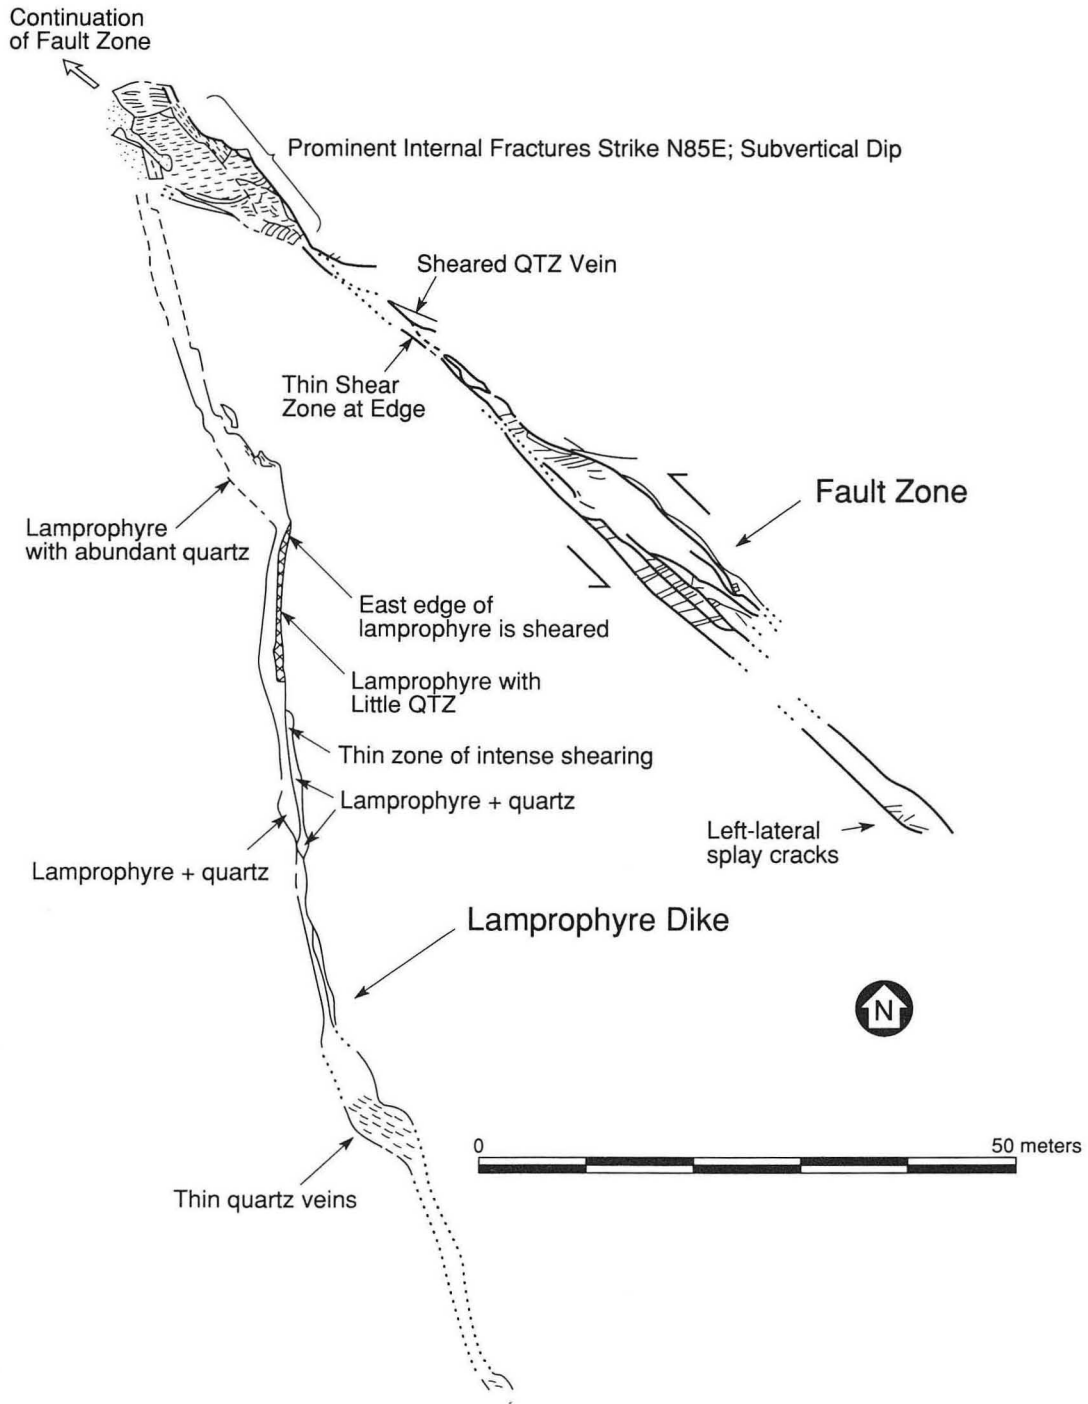 Continuation
of Fault Zone
Prominent Internal Fractures Strike N85E; Subvertical Dip
Sheared QTZ Vein
Thin Shear
Zone at Edge
Fault Zone
Lamprophyre
with abundant quartz
East edge of
lamprophyre is sheared
Lamprophyre with
Little QTZ
Thin zone of intense shearing
Lamprophyre + quartz
Left-lateral
splay cracks
Lamprophyre + quartz
Lamprophyre Dike
N
0 50 meters
Thin quartz veins